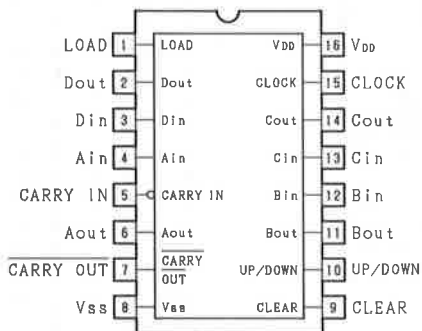 LOAD 1 LOAD VDD 16 VDD
Dout 2 Dout CLOCK 15 CLOCK
Din 3 Din Cout 14 Cout
Ain 4 Ain Cin 13 Cin
CARRY IN 5 CARRY IN Bin 12 Bin
Aout 6 Aout Bout 11 Bout
CARRY OUT 7 CARRY OUT UP/DOWN 10 UP/DOWN
Vss 8 Vss CLEAR 9 CLEAR